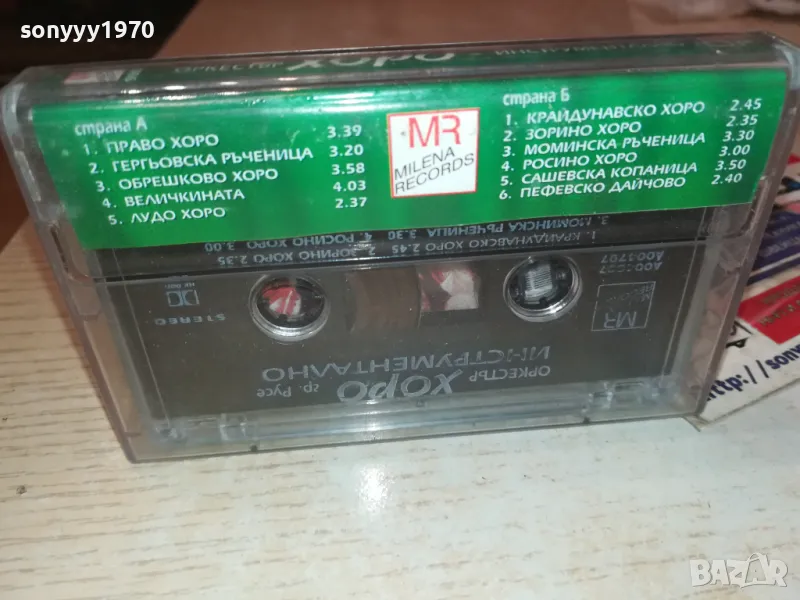 sonyyy1970
ХОРО
страна А
1. ПРАВО ХОРО 3.39
2. ГЕРГЬОВСКА РЪЧЕНИЦА 3.20
3. ОБРЕШКОВО ХОРО 3.58
4. ВЕЛИЧКИНАТА 4.03
5. ЛУДО ХОРО 2.37
MR
MILENA
RECORDS
страна Б
1. КРАЙДУНАВСКО ХОРО 2.45
2. ЗОРИНО ХОРО 2.35
3. МОМИНСКА РЪЧЕНИЦА 3.30
4. РОСИНО ХОРО 3.00
5. САШЕВСКА КОПАНИЦА 3.50
6. ПЕФЕВСКО ДАЙЧОВО 2.40
ОРКЕСТЪР ХОРО гр. Русе
ИНСТРУМЕНТАЛНО
MR
STEREO
1. КРАЙДУНАВСКО ХОРО 2.45 2. ЗОРИНО ХОРО 2.35
3. МОМИНСКА РЪЧЕНИЦА 3.30 4. РОСИНО ХОРО 3.00
http://sony
BAZAR